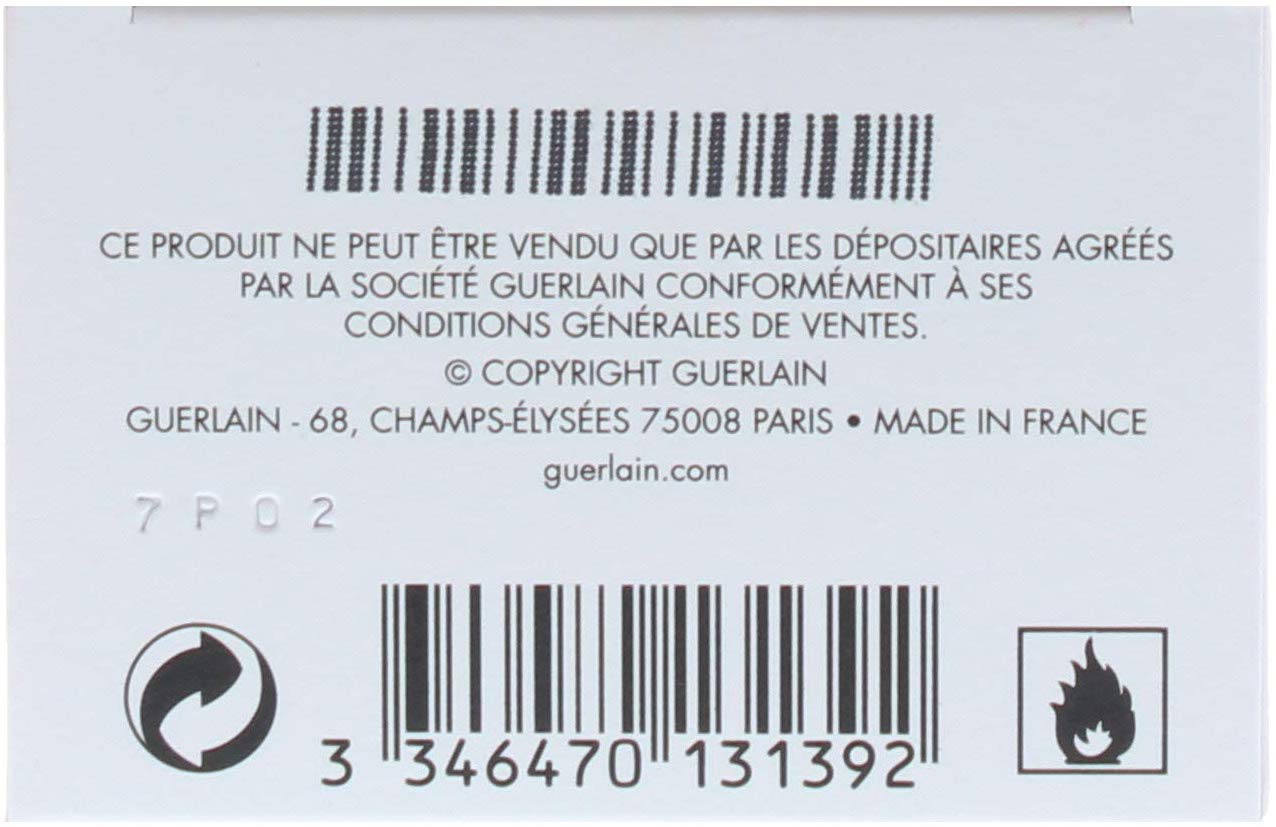 CE PRODUIT NE PEUT ÊTRE VENDU QUE PAR LES DÉPOSITAIRES AGRÉÉS
PAR LA SOCIÉTÉ GUERLAIN CONFORMÉMENT À SES
CONDITIONS GÉNÉRALES DE VENTES.
© COPYRIGHT GUERLAIN
GUERLAIN - 68, CHAMPS-ÉLYSÉES 75008 PARIS • MADE IN FRANCE
guerlain.com
7P02
3 346470 131392